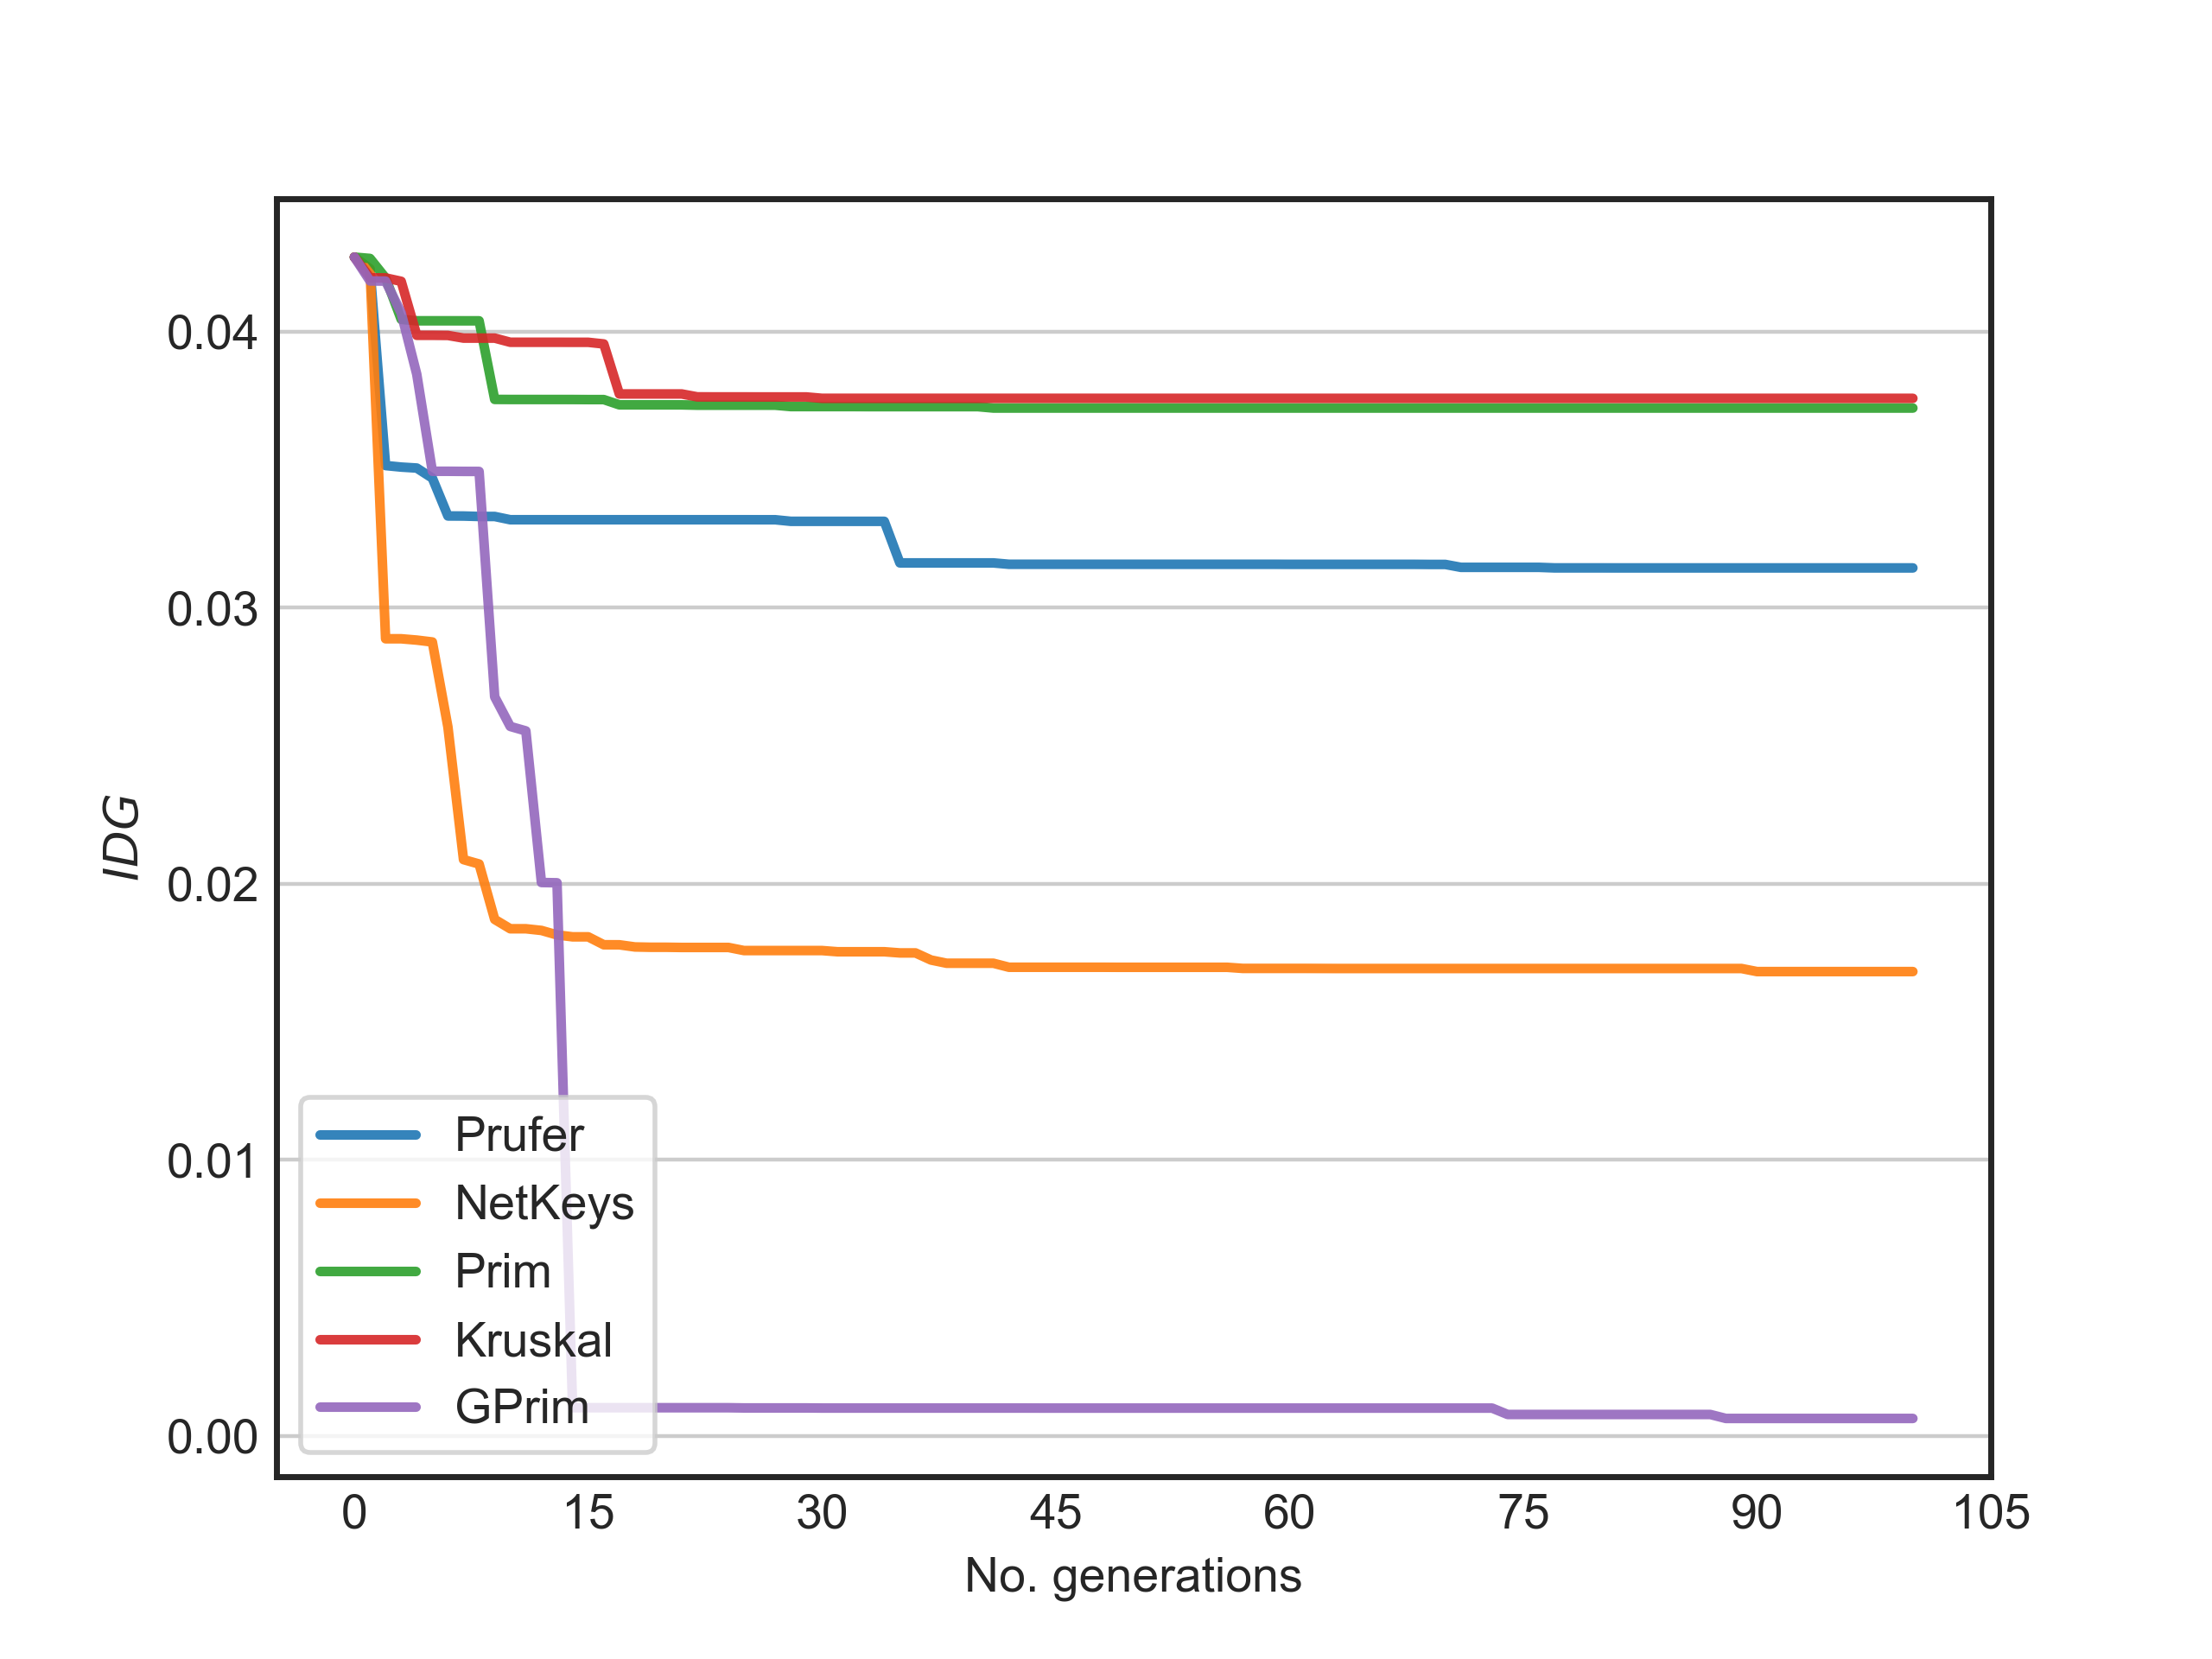 0.04
0.03
0.02
0.01
0.00
IDG
Prufer
NetKeys
Prim
Kruskal
GPrim
0 15 30 45 60 75 90 105
No. generations